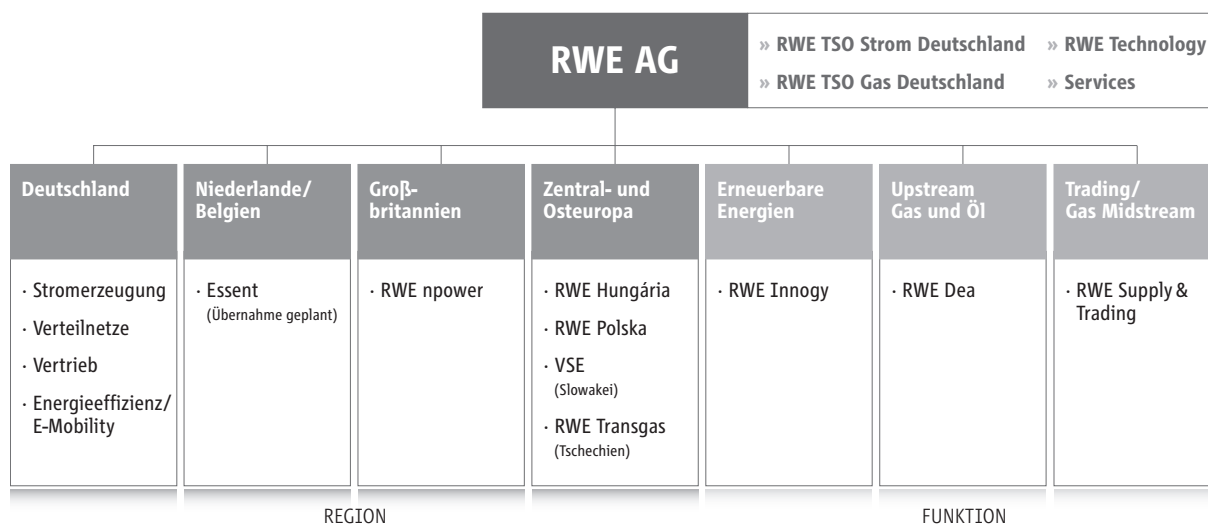 RWE AG
» RWE TSO Strom Deutschland
» RWE Technology
» RWE TSO Gas Deutschland
» Services
Deutschland
· Stromerzeugung
· Verteilnetze
· Vertrieb
· Energieeffizienz/
E-Mobility
Niederlande/
Belgien
· Essent
(Übernahme geplant)
Groß-
britannien
· RWE npower
Zentral- und
Osteuropa
· RWE Hungária
· RWE Polska
· VSE
(Slowakei)
· RWE Transgas
(Tschechien)
Erneuerbare
Energien
· RWE Innogy
Upstream
Gas und Öl
· RWE Dea
Trading/
Gas Midstream
· RWE Supply &
Trading
REGION
FUNKTION